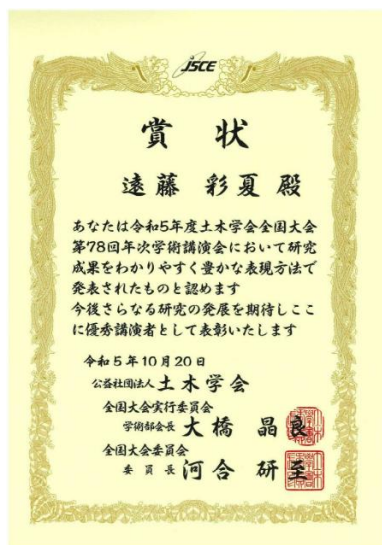 JSCE
賞状
遠藤 彩夏 殿
あなたは令和5年度土木学会全国大会
第78回年次学術講演会において研究
成果をわかりやすく豊かな表現方法で
発表されたものと認めます
今後さらなる研究の発展を期待しここ
に優秀講演者として表彰いたします
令和5年10月20日
公益社団法人 土木学会
全国大会実行委員会
学術部会長 大橋 晶良
全国大会委員会
委員長 河合 研至